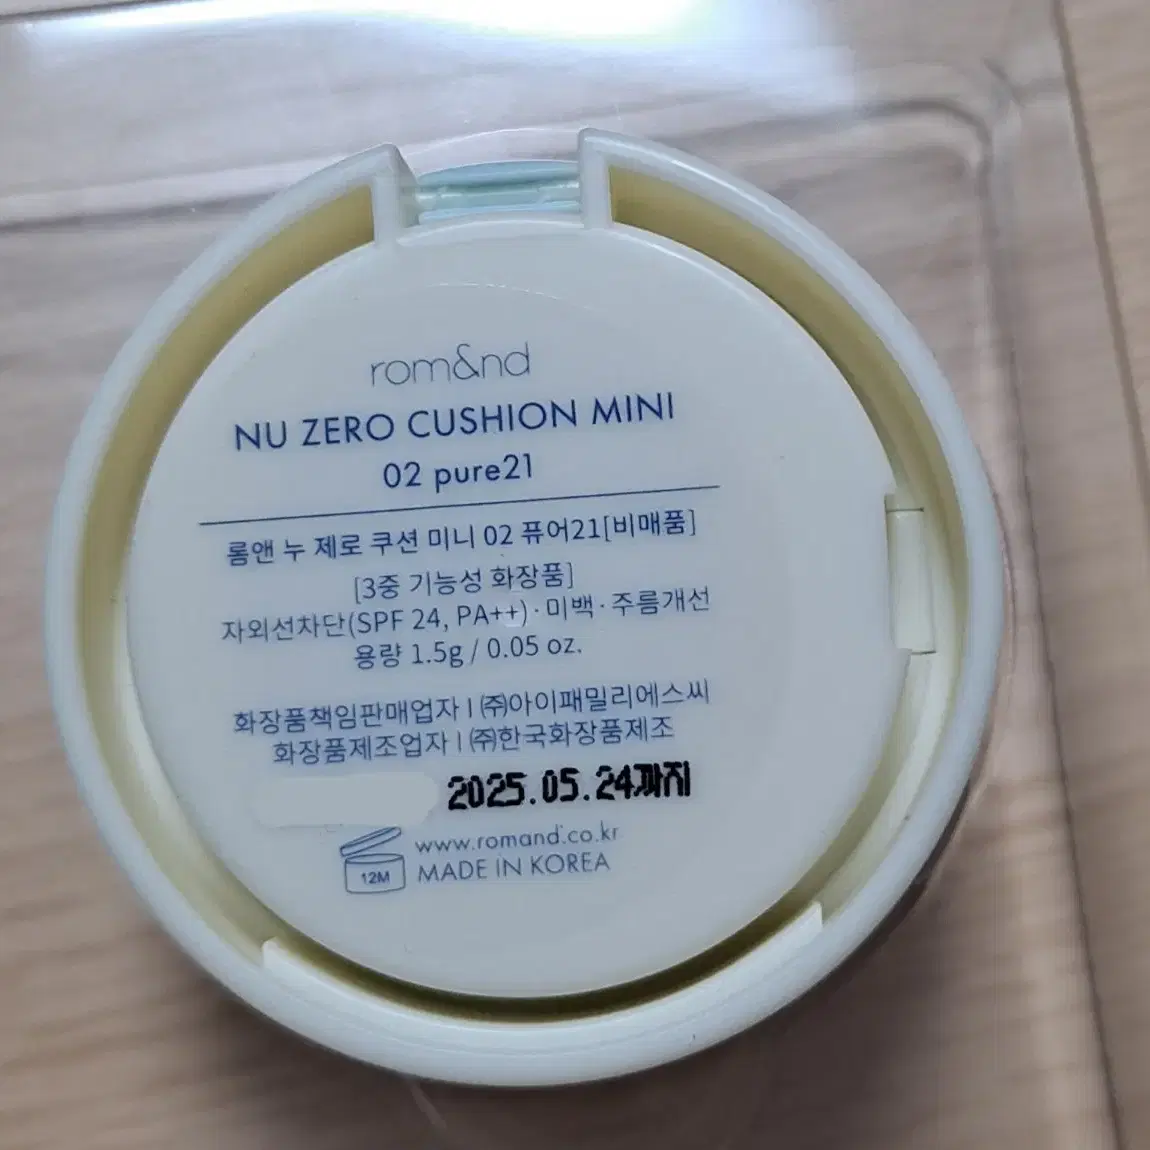 rom&nd
NU ZERO CUSHION MINI
02 pure21
롬앤 누 제로 쿠션 미니 02 퓨어21[비매품]
[3중 기능성 화장품]
자외선차단(SPF 24, PA++)·미백·주름개선
용량 1.5g / 0.05 oz.
화장품책임판매업자 I ㈜아이패밀리에스씨
화장품제조업자 I ㈜한국화장품제조
2025.05.24까지
www.romand.co.kr
12M MADE IN KOREA